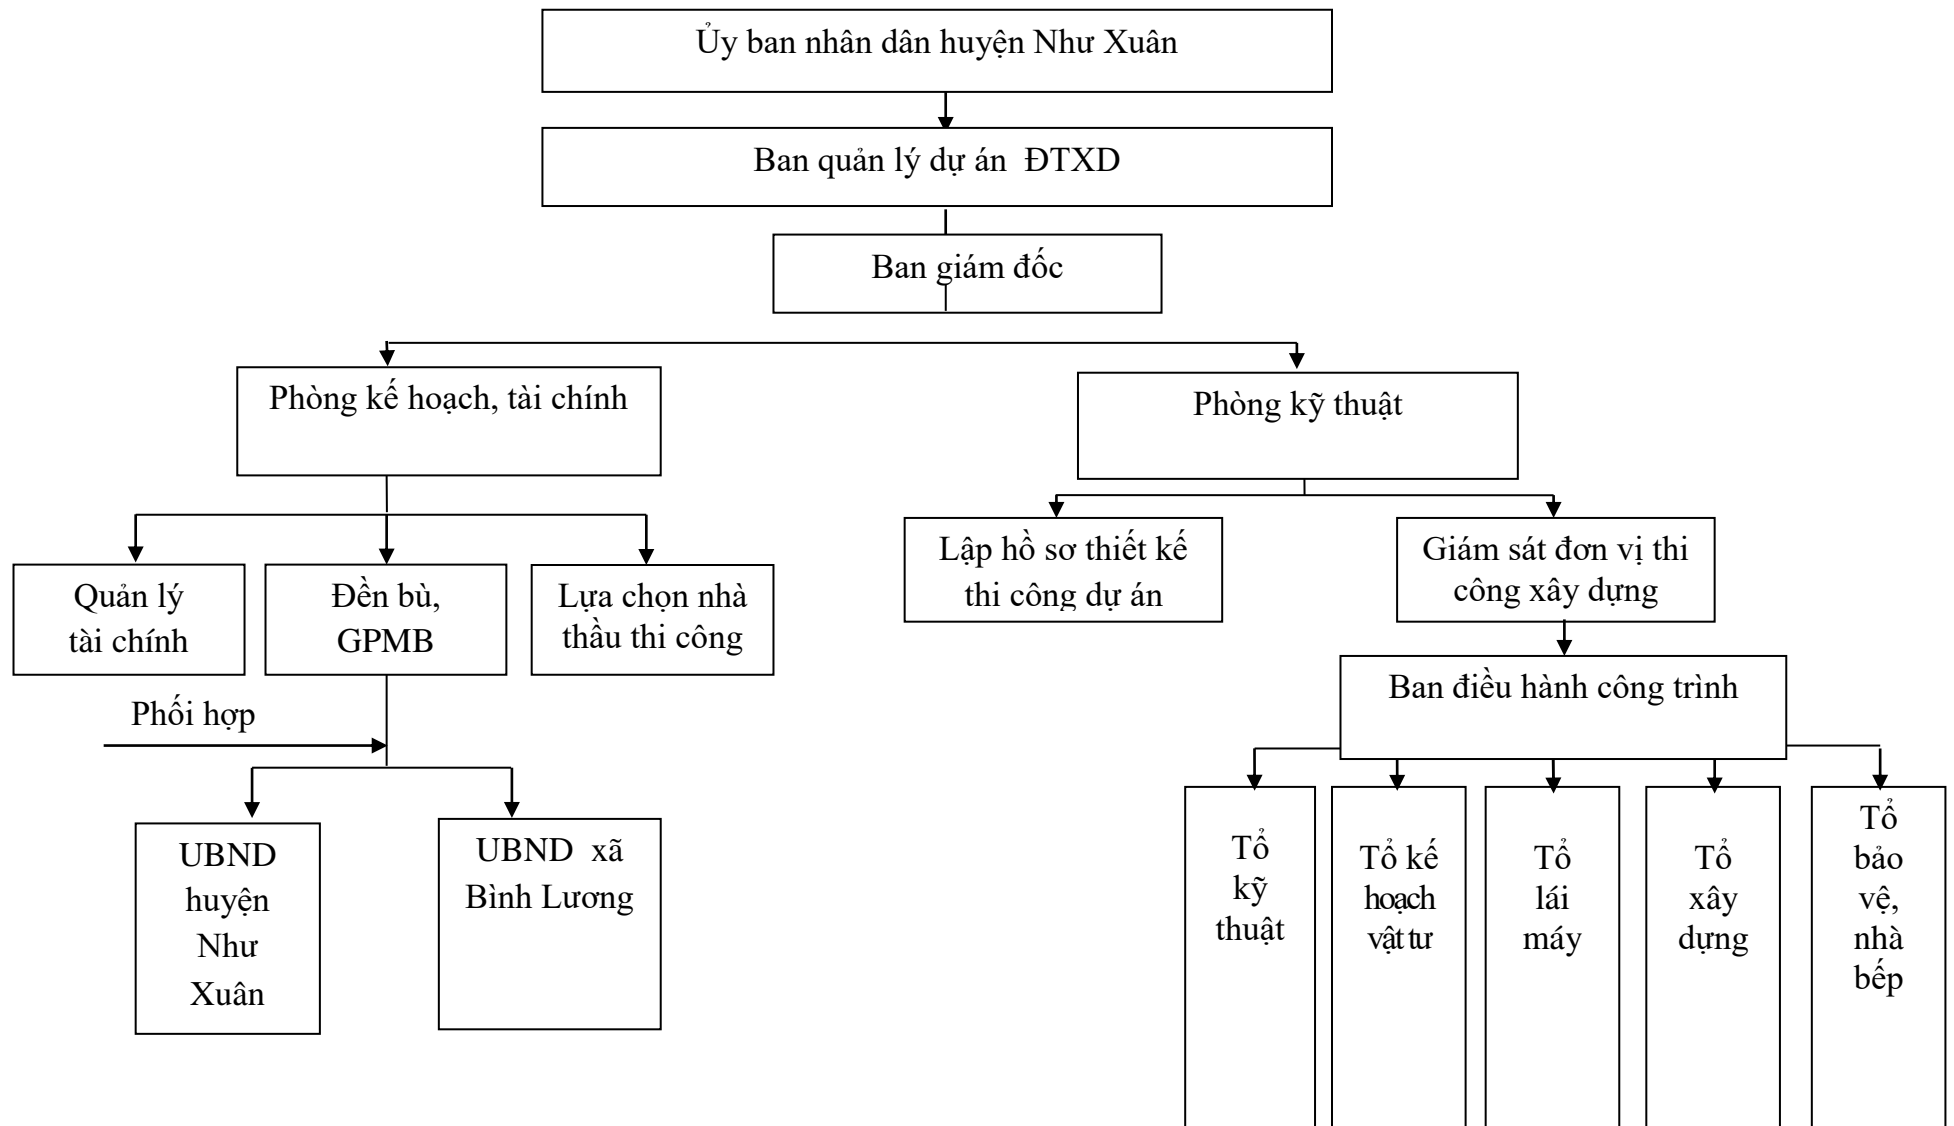 Ủy ban nhân dân huyện Như Xuân
Ban quản lý dự án ĐTXD
Ban giám đốc
Phòng kế hoạch, tài chính
Phòng kỹ thuật
Quản lý
tài chính
Đền bù,
GPMB
Lựa chọn nhà
thầu thi công
Lập hồ sơ thiết kế
thi công dự án
Giám sát đơn vị thi
công xây dựng
Phối hợp
Ban điều hành công trình
UBND
huyện
Như
Xuân
UBND xã
Bình Lương
Tổ
kỹ
thuật
Tổ kế
hoạch
vật tư
Tổ
lái
máy
Tổ
xây
dựng
Tổ
bảo
vệ,
nhà
bếp